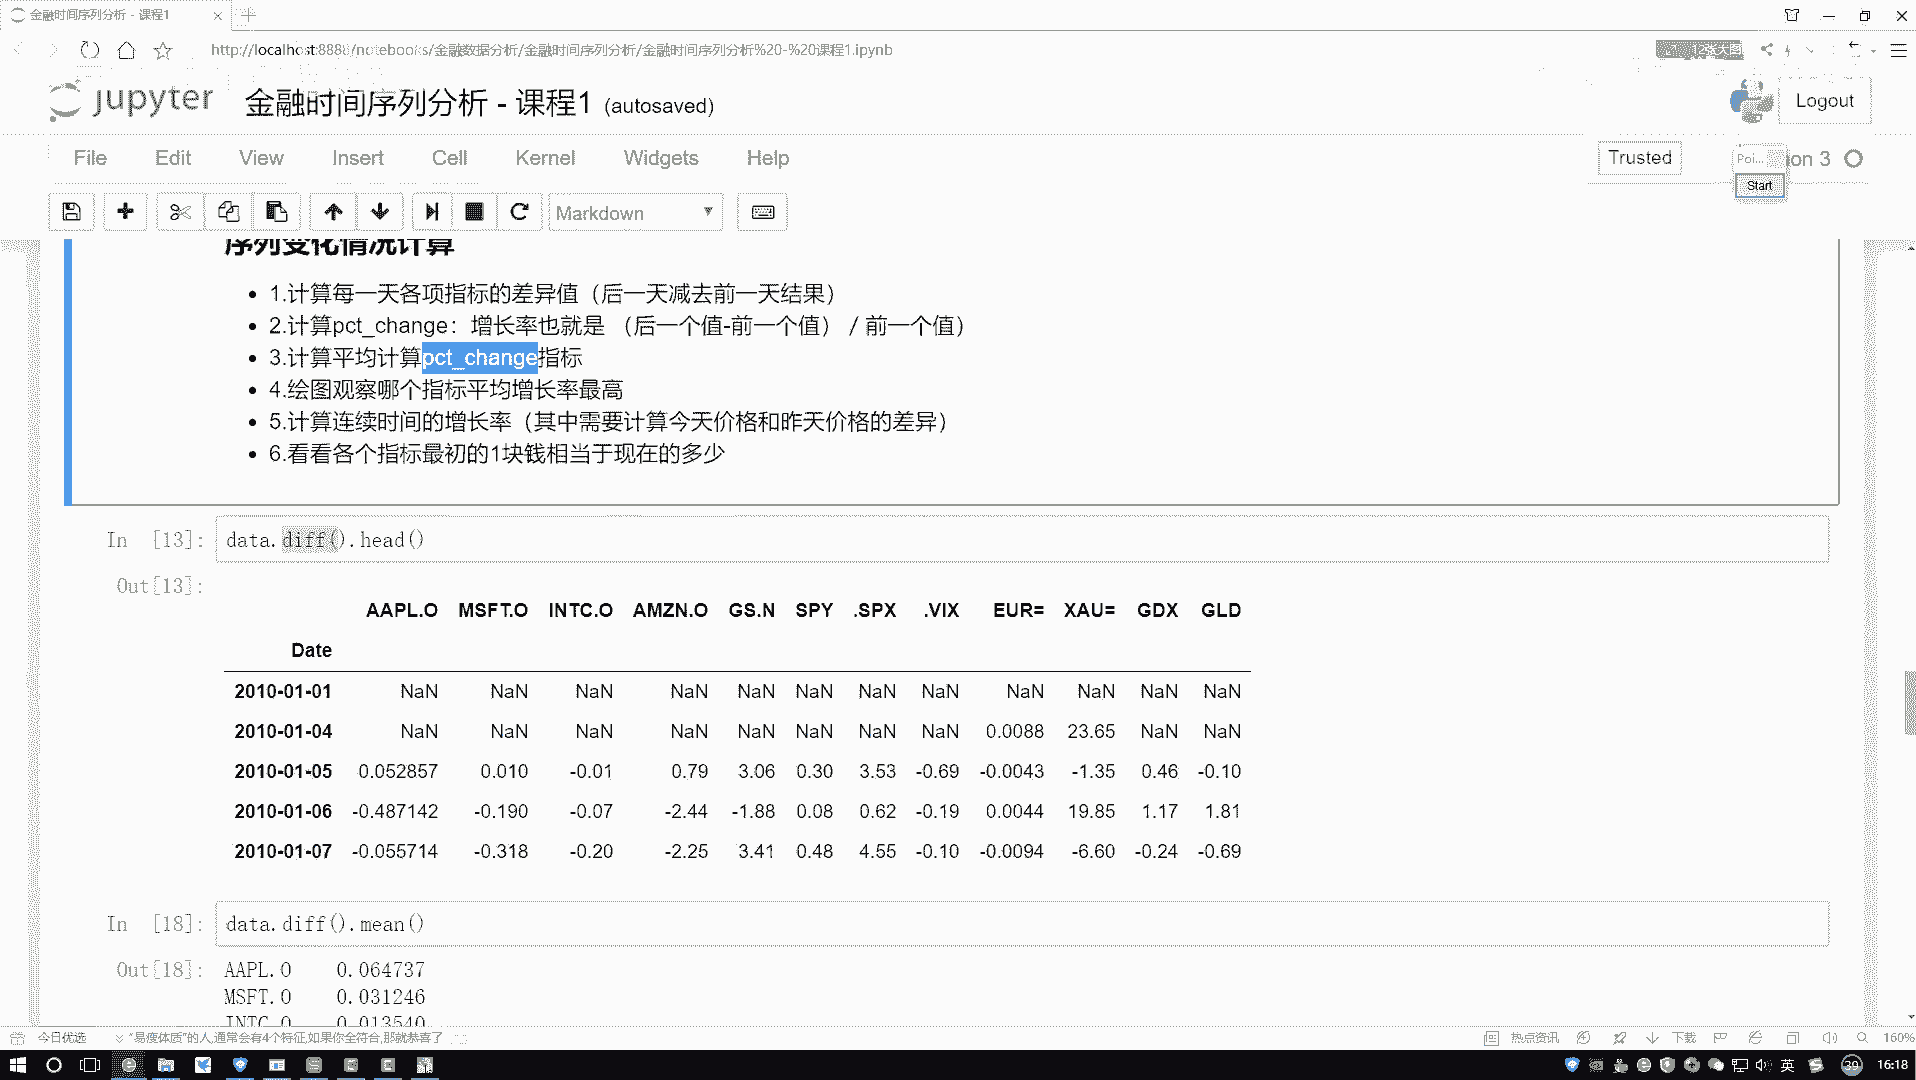 金融时间序列分析 - 课程1
http://localhost:8888/notebooks/金融数据分析/金融时间序列分析/金融时间序列分析%20-%20课程1.ipynb
12张大图
jupyter 金融时间序列分析 - 课程1 (autosaved)
Logout
File Edit View Insert Cell Kernel Widgets Help
Trusted
Poi... on 3
Start
Markdown
序列变化情况计算
1.计算每一天各项指标的差异值（后一天减去前一天结果）
2.计算pct_change：增长率也就是 （后一个值-前一个值） / 前一个值）
3.计算平均计算pct_change指标
4.绘图观察哪个指标平均增长率最高
5.计算连续时间的增长率（其中需要计算今天价格和昨天价格的差异）
6.看看各个指标最初的1块钱相当于现在的多少
In [13]: data.diff().head()
Out[13]:
AAPL.O MSFT.O INTC.O AMZN.O GS.N SPY .SPX .VIX EUR= XAU= GDX GLD
Date
2010-01-01 NaN NaN NaN NaN NaN NaN NaN NaN NaN NaN NaN NaN
2010-01-04 NaN NaN NaN NaN NaN NaN NaN NaN 0.0088 23.65 NaN NaN
2010-01-05 0.052857 0.010 -0.01 0.79 3.06 0.30 3.53 -0.69 -0.0043 -1.35 0.46 -0.10
2010-01-06 -0.487142 -0.190 -0.07 -2.44 -1.88 0.08 0.62 -0.19 0.0044 19.85 1.17 1.81
2010-01-07 -0.055714 -0.318 -0.20 -2.25 3.41 0.48 4.55 -0.10 -0.0094 -6.60 -0.24 -0.69
In [18]: data.diff().mean()
Out[18]: AAPL.O 0.064737
MSFT.O 0.031246
INTC.O 0.013540
今日优选 "易瘦体质"的人,通常会有4个特征,如果你全符合,那就恭喜了
热点资讯 下载 160%
英 39 16:18